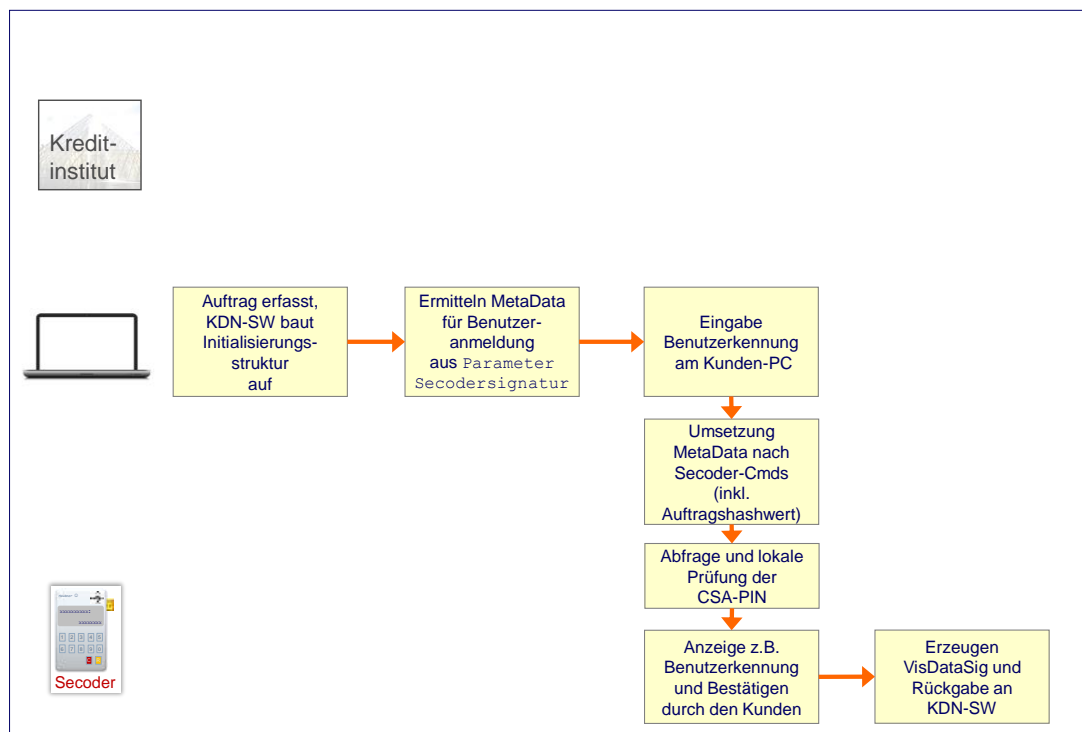 Kredit-
institut
Auftrag erfasst,
KDN-SW baut
Initialisierungs-
struktur
auf
Ermitteln MetaData
für Benutzer-
anmeldung
aus Parameter
Secodersignatur
Eingabe
Benutzerkennung
am Kunden-PC
Umsetzung
MetaData nach
Secoder-Cmds
(inkl.
Auftragshashwert)
Abfrage und lokale
Prüfung der
CSA-PIN
Anzeige z.B.
Benutzerkennung
und Bestätigen
durch den Kunden
Erzeugen
VisDataSig und
Rückgabe an
KDN-SW
Secoder